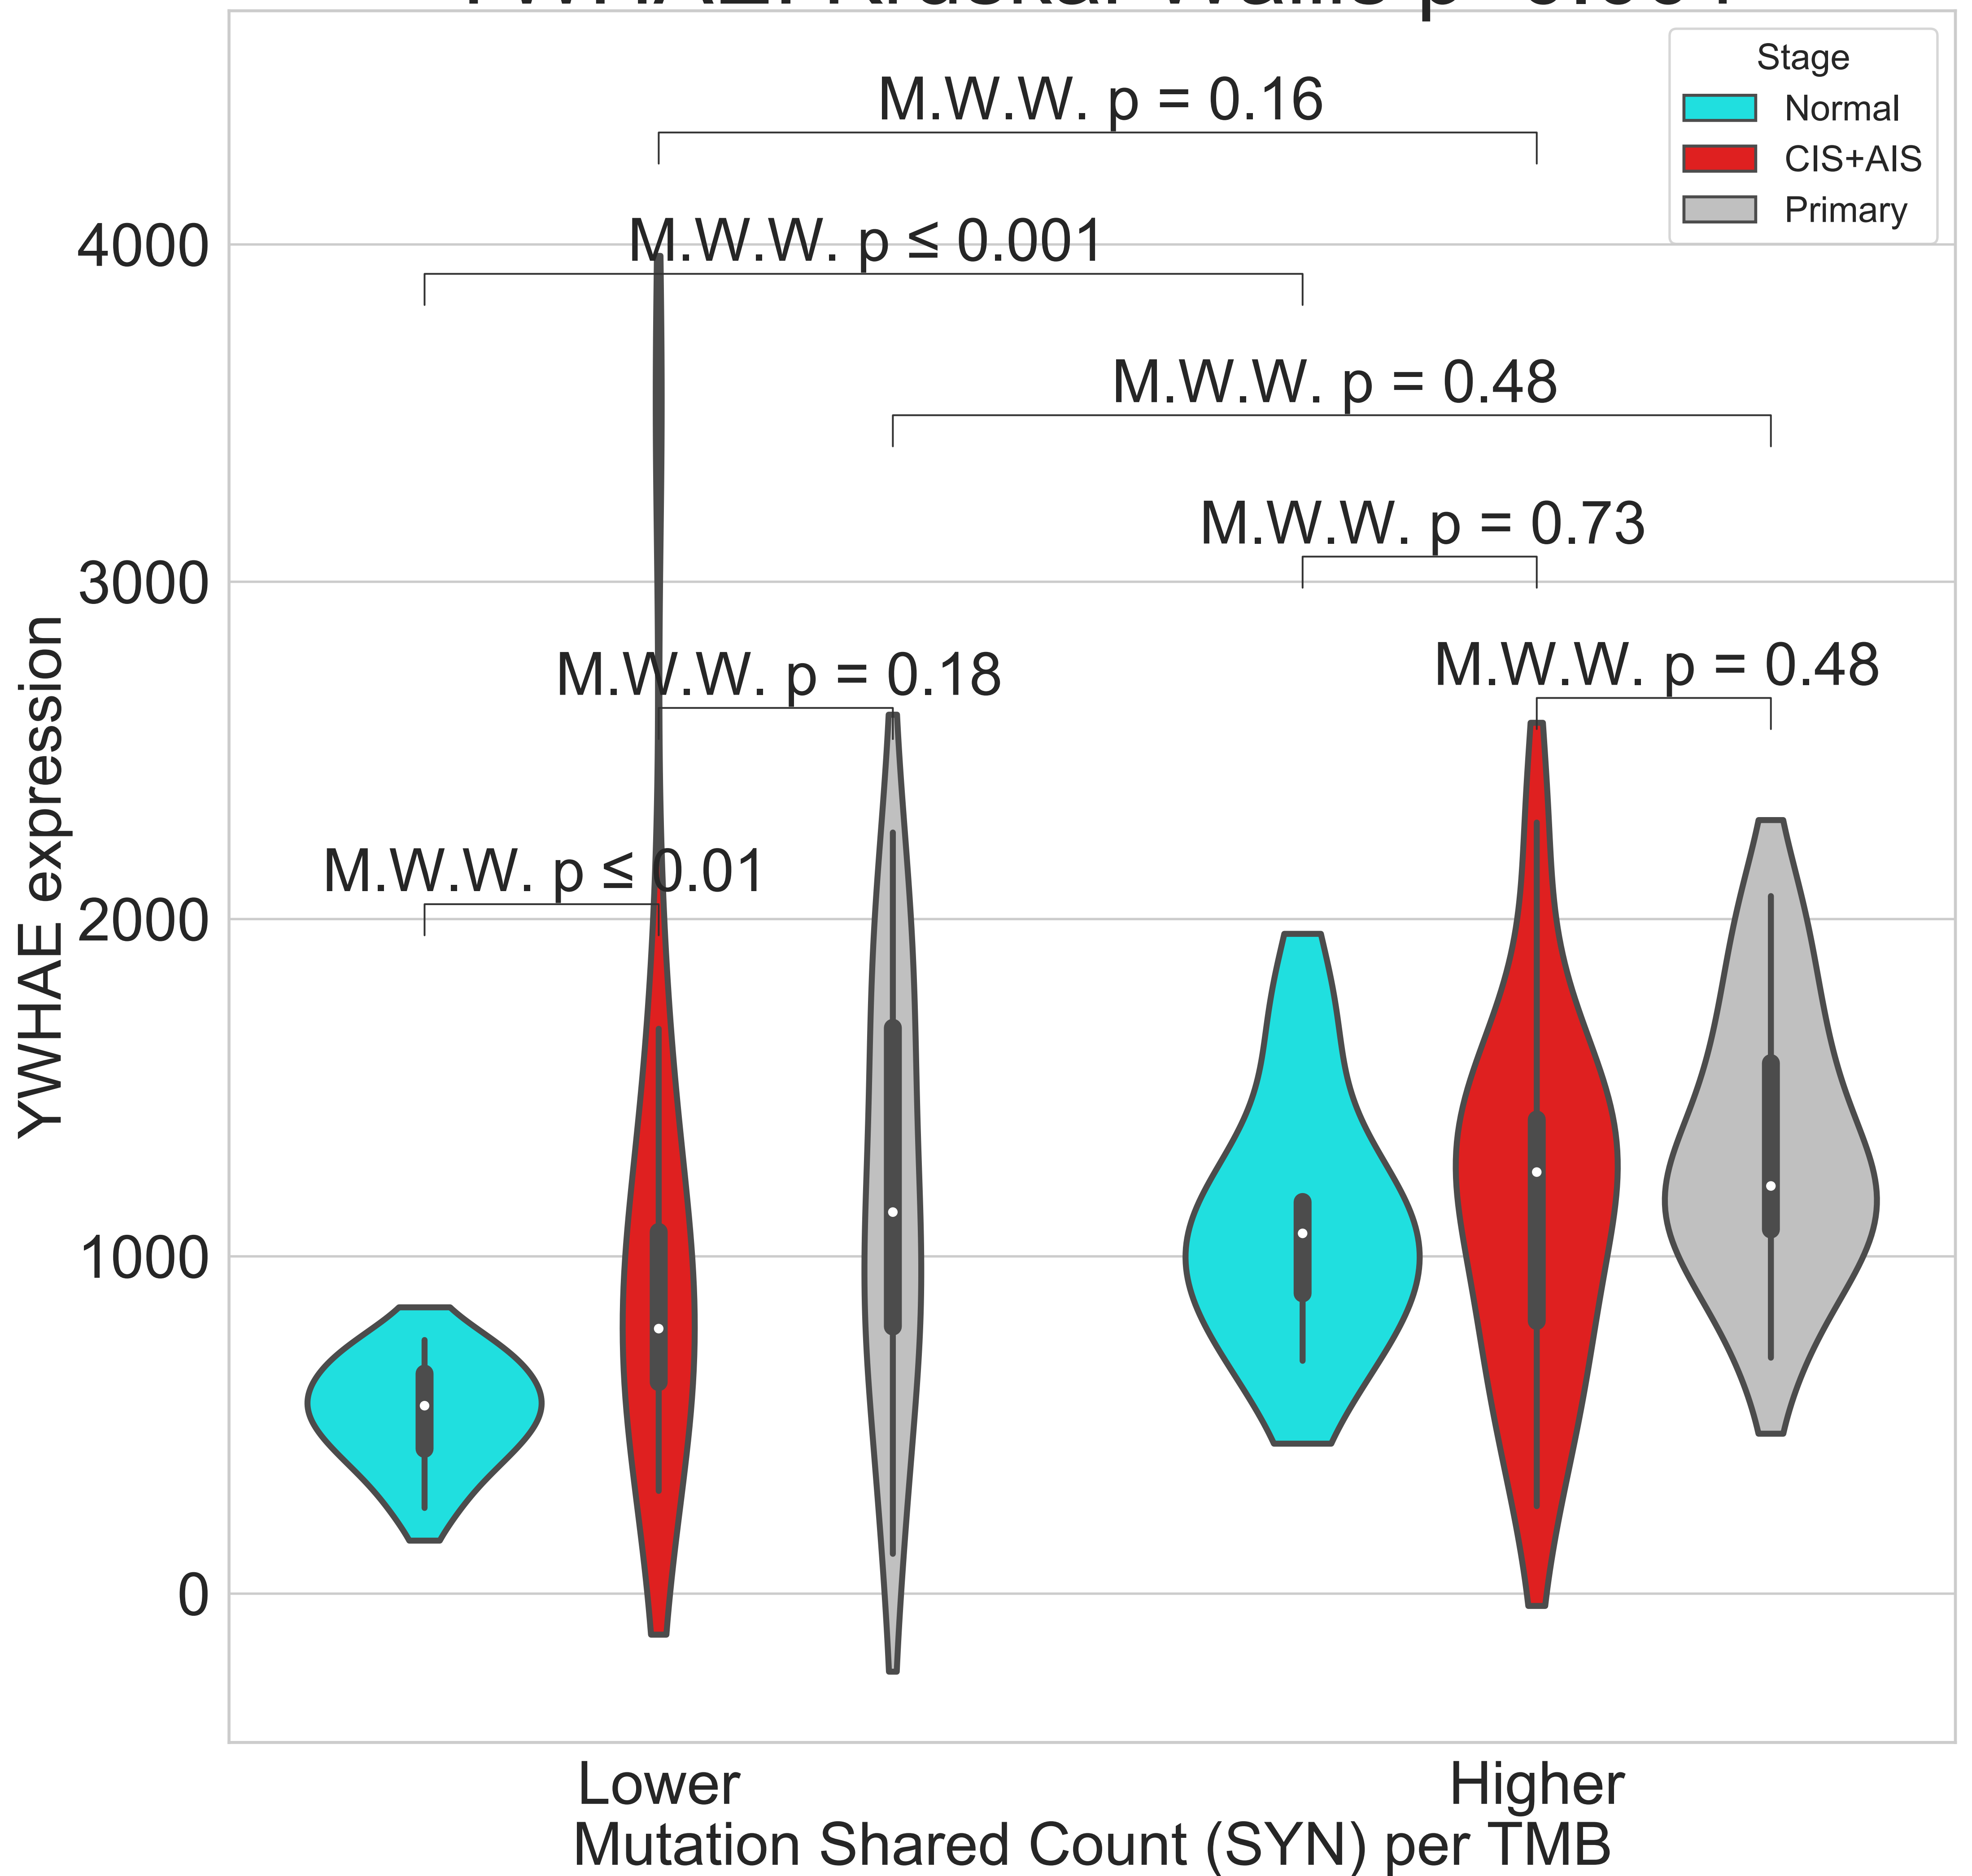 Stage
Normal
CIS+AIS
Primary
M.W.W. p = 0.16
M.W.W. p ≤ 0.001
M.W.W. p = 0.48
M.W.W. p = 0.73
M.W.W. p = 0.18
M.W.W. p = 0.48
M.W.W. p ≤ 0.01
4000
3000
2000
1000
0
YWHAE expression
Lower
Higher
Mutation Shared Count (SYN) per TMB